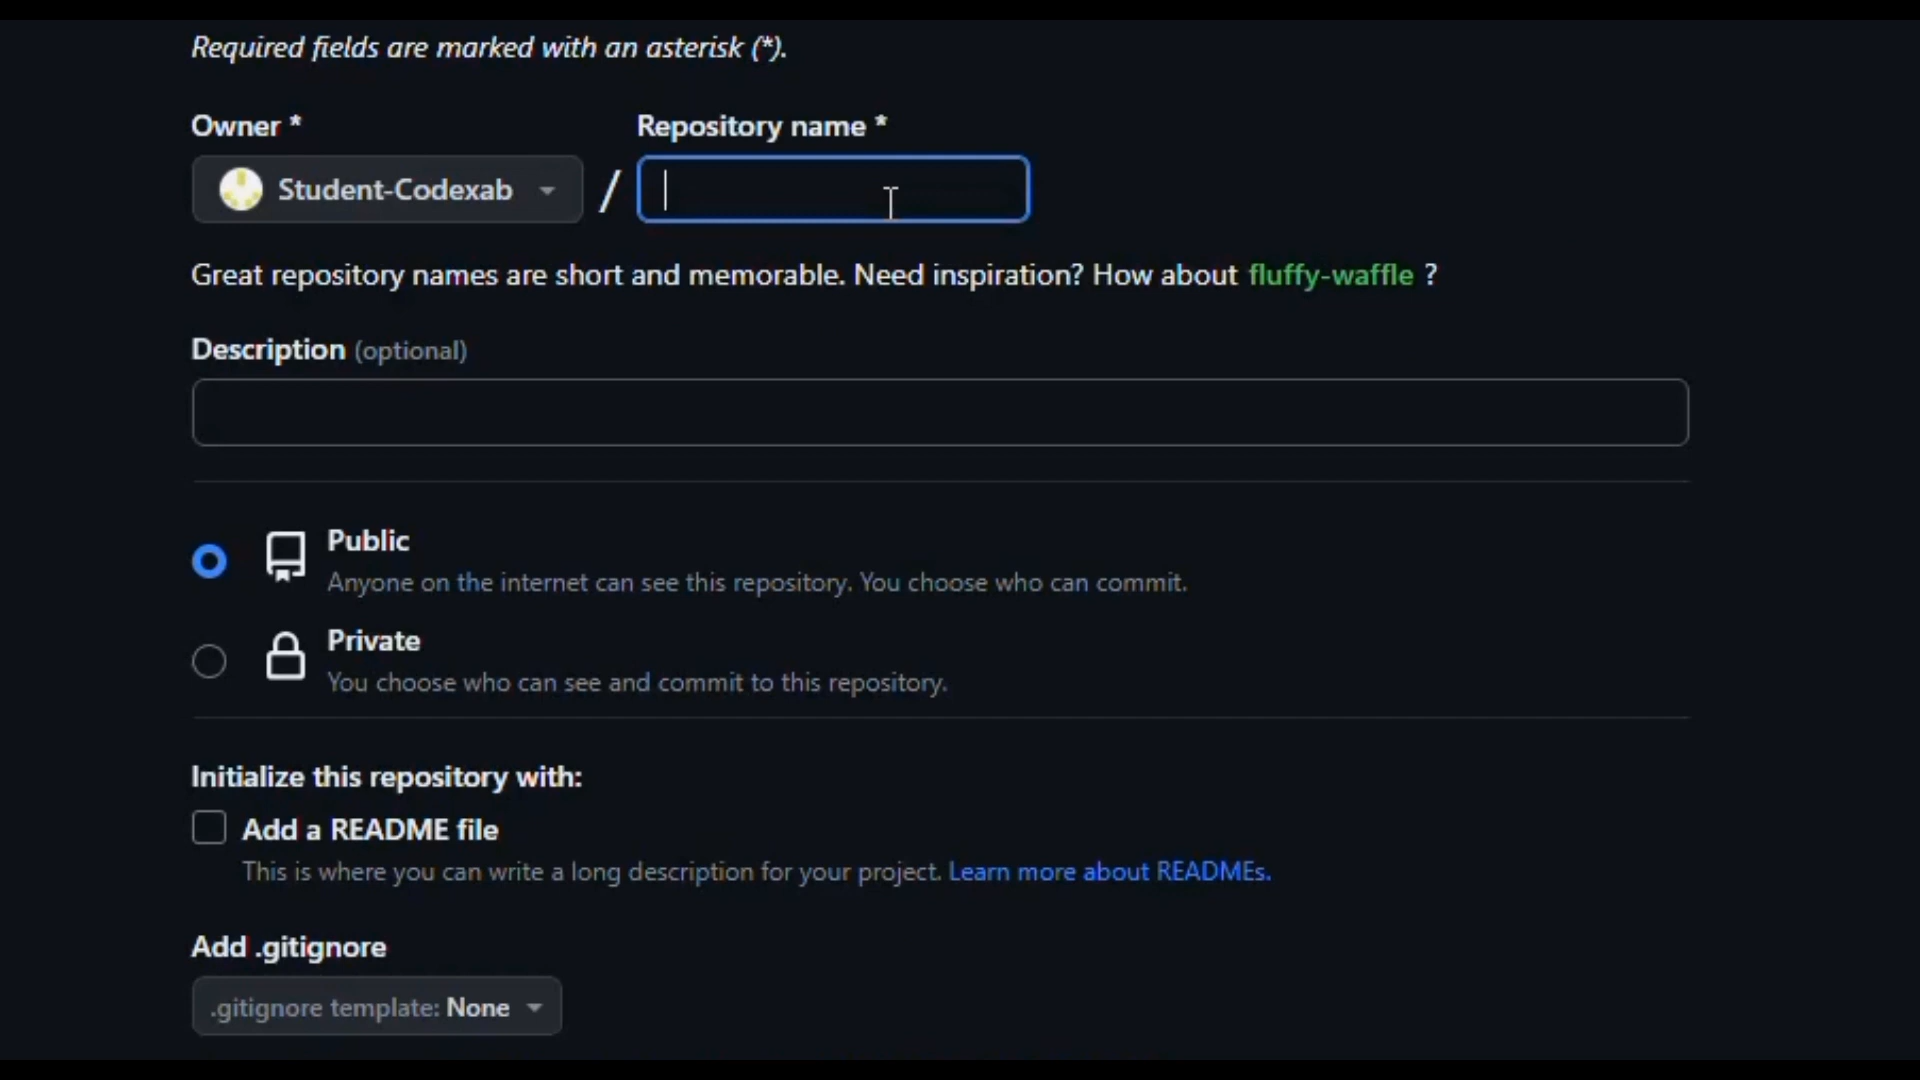 Required fields are marked with an asterisk (*).
Owner * Repository name *
Student-Codexab /
Great repository names are short and memorable. Need inspiration? How about fluffy-waffle ?
Description (optional)
Public
Anyone on the internet can see this repository. You choose who can commit.
Private
You choose who can see and commit to this repository.
Initialize this repository with:
Add a README file
This is where you can write a long description for your project. Learn more about READMEs.
Add .gitignore
.gitignore template: None